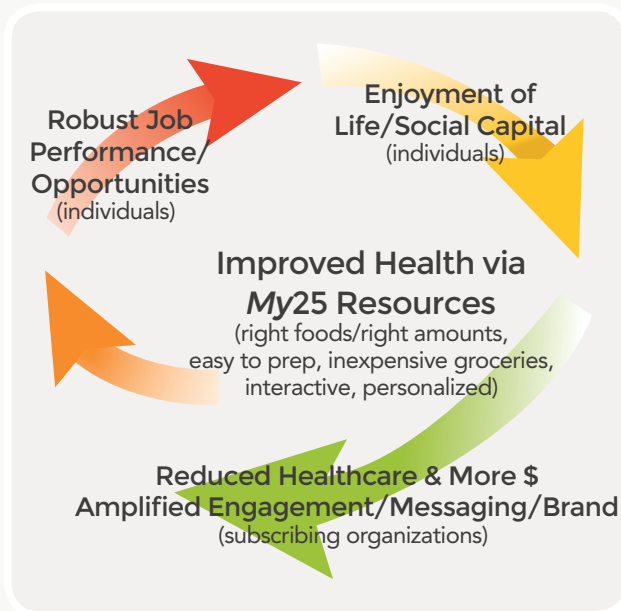 Robust Job
Performance/
Opportunities
(individuals)
Enjoyment of
Life/Social Capital
(individuals)
Improved Health via
My25 Resources
(right foods/right amounts,
easy to prep, inexpensive groceries,
interactive, personalized)
Reduced Healthcare & More $
Amplified Engagement/Messaging/Brand
(subscribing organizations)